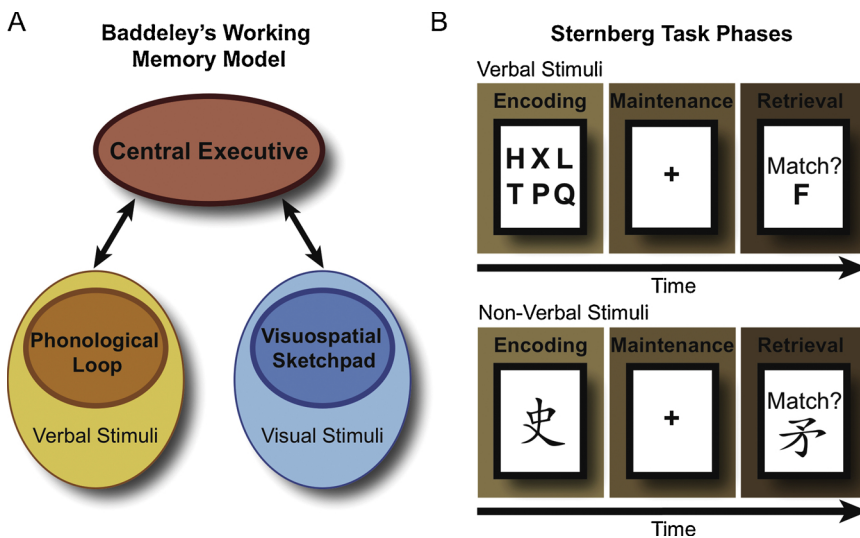 A
Baddeley's Working
Memory Model
Central Executive
Phonological
Loop
Verbal Stimuli
Visuospatial
Sketchpad
Visual Stimuli
B
Sternberg Task Phases
Verbal Stimuli
Encoding
Maintenance
Retrieval
H X L
T P Q
+
Match?
F
Time
Non-Verbal Stimuli
Encoding
Maintenance
Retrieval
史
+
Match?
矛
Time